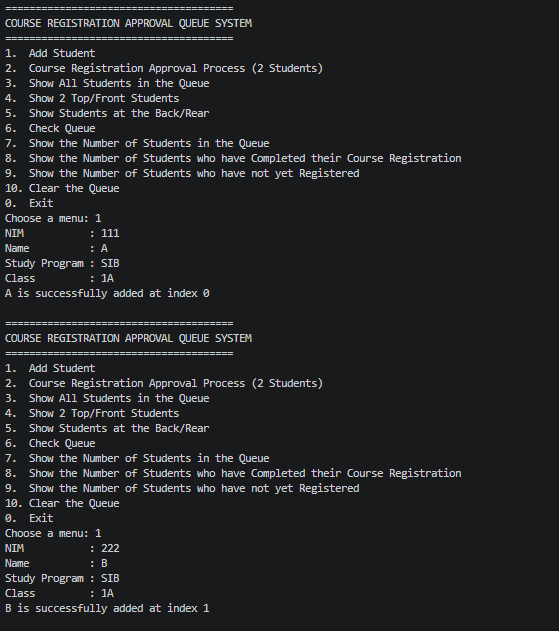 ======================================
COURSE REGISTRATION APPROVAL QUEUE SYSTEM
======================================
1.  Add Student
2.  Course Registration Approval Process (2 Students)
3.  Show All Students in the Queue
4.  Show 2 Top/Front Students
5.  Show Students at the Back/Rear
6.  Check Queue
7.  Show the Number of Students in the Queue
8.  Show the Number of Students who have Completed their Course Registration
9.  Show the Number of Students who have not yet Registered
10. Clear the Queue
0.  Exit
Choose a menu: 1
NIM           : 111
Name          : A
Study Program : SIB
Class         : 1A
A is successfully added at index 0

======================================
COURSE REGISTRATION APPROVAL QUEUE SYSTEM
======================================
1.  Add Student
2.  Course Registration Approval Process (2 Students)
3.  Show All Students in the Queue
4.  Show 2 Top/Front Students
5.  Show Students at the Back/Rear
6.  Check Queue
7.  Show the Number of Students in the Queue
8.  Show the Number of Students who have Completed their Course Registration
9.  Show the Number of Students who have not yet Registered
10. Clear the Queue
0.  Exit
Choose a menu: 1
NIM           : 222
Name          : B
Study Program : SIB
Class         : 1A
B is successfully added at index 1